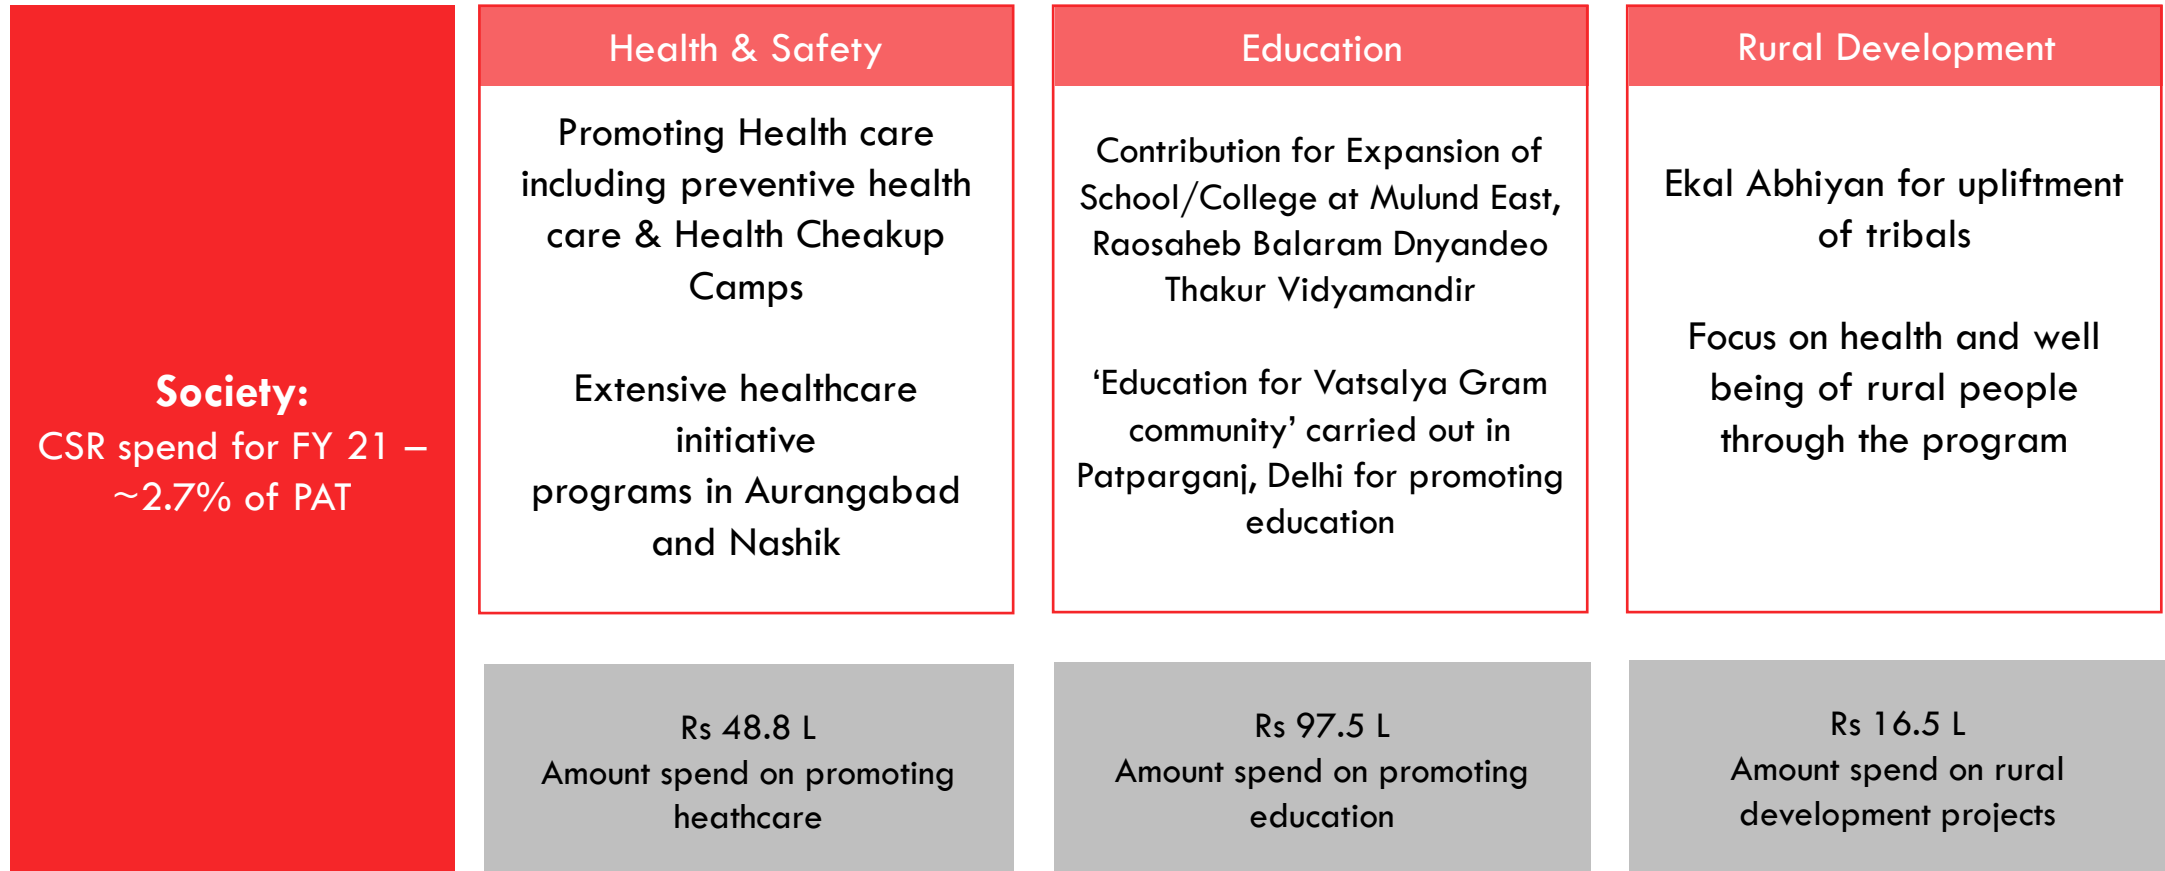 Society:
CSR spend for FY 21 –
~2.7% of PAT
Health & Safety
Promoting Health care
including preventive health
care & Health Cheakup
Camps
Extensive healthcare
initiative
programs in Aurangabad
and Nashik
Rs 48.8 L
Amount spend on promoting
heathcare
Education
Contribution for Expansion of
School/College at Mulund East,
Raosaheb Balaram Dnyandeo
Thakur Vidyamandir
‘Education for Vatsalya Gram
community’ carried out in
Patparganj, Delhi for promoting
education
Rs 97.5 L
Amount spend on promoting
education
Rural Development
Ekal Abhiyan for upliftment
of tribals
Focus on health and well
being of rural people
through the program
Rs 16.5 L
Amount spend on rural
development projects